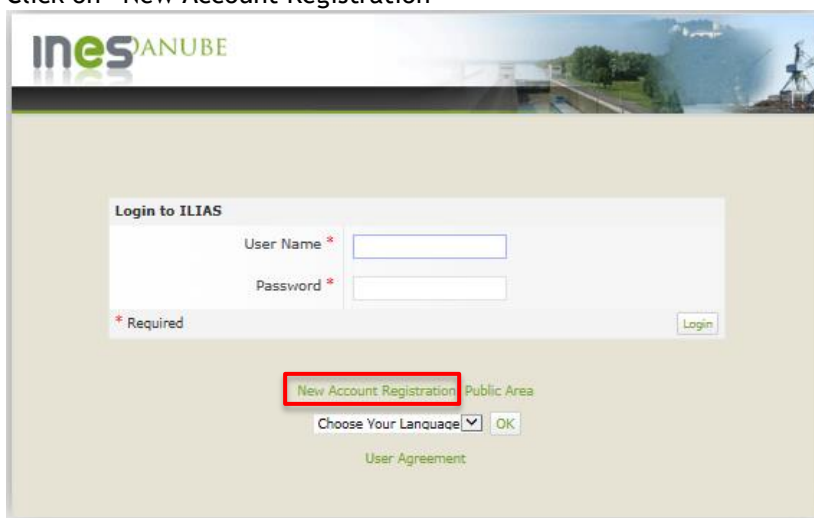 Click on "New Account Registration"
INeS DANUBE
Login to ILIAS
User Name *
Password *
* Required
Login
New Account Registration Public Area
Choose Your Language OK
User Agreement